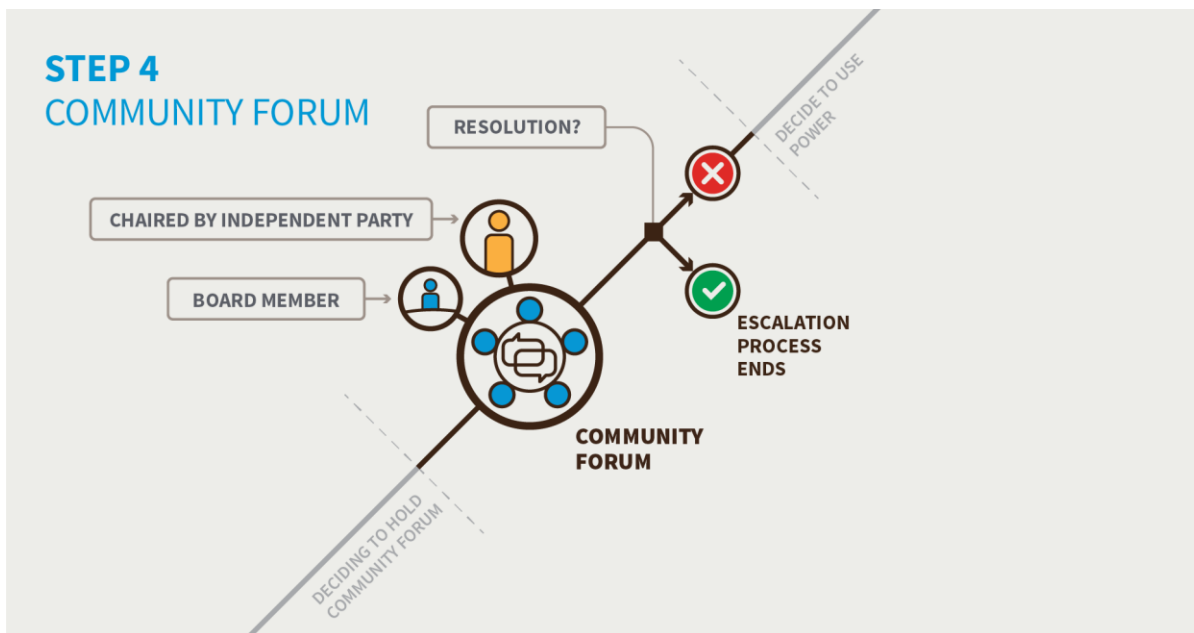 STEP 4
COMMUNITY FORUM
RESOLUTION?
DECIDE TO USE
POWER
CHAIRED BY INDEPENDENT PARTY
BOARD MEMBER
ESCALATION
PROCESS
ENDS
COMMUNITY
FORUM
DECIDING TO HOLD
COMMUNITY FORUM